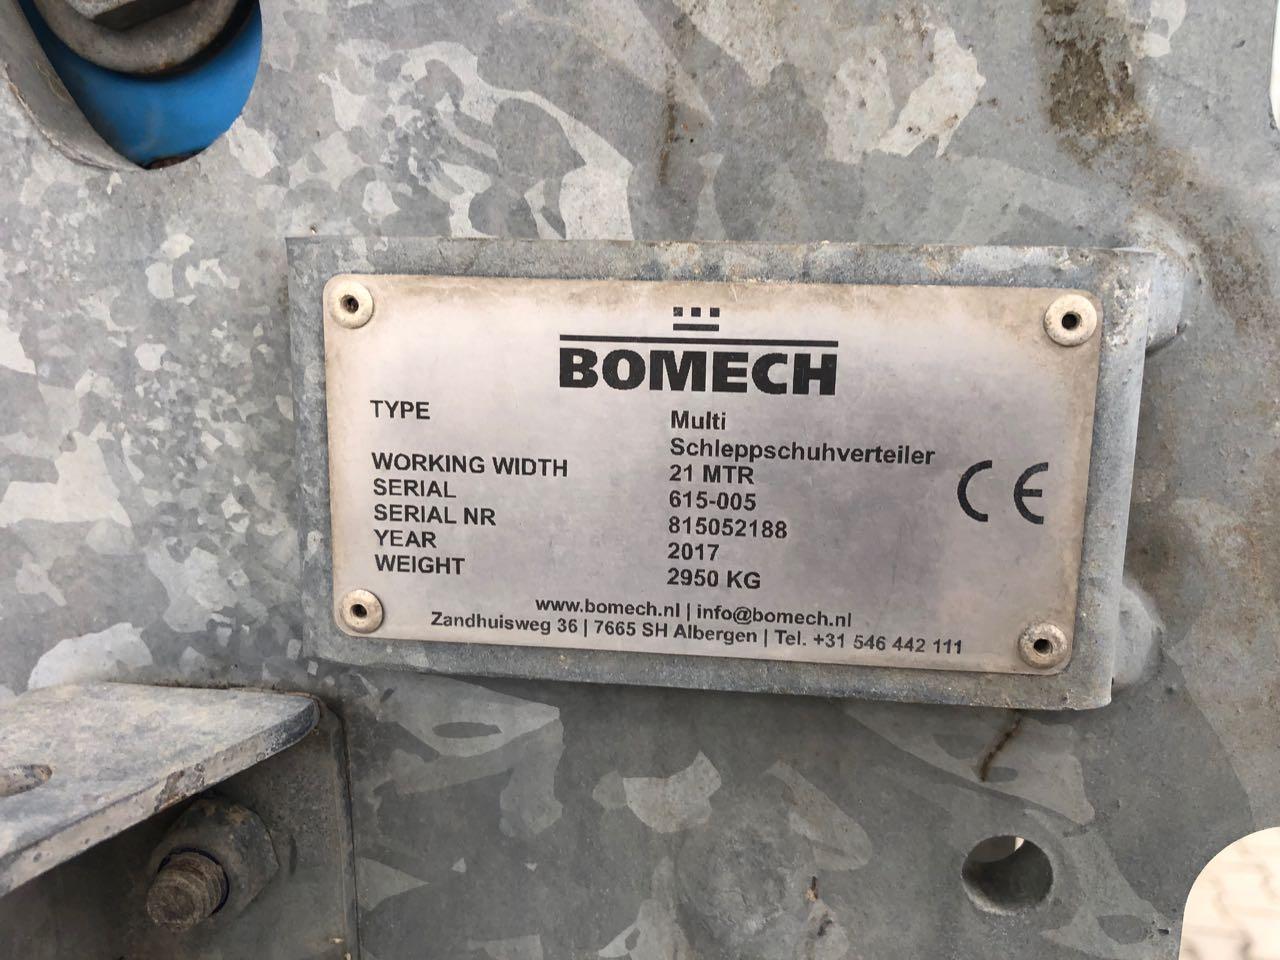 BOMECH
TYPE Multi
Schleppschuhverteiler
WORKING WIDTH 21 MTR
SERIAL 615-005
SERIAL NR 815052188
YEAR 2017
WEIGHT 2950 KG
CE
www.bomech.nl | info@bomech.nl
Zandhuisweg 36 | 7665 SH Albergen | Tel. +31 546 442 111